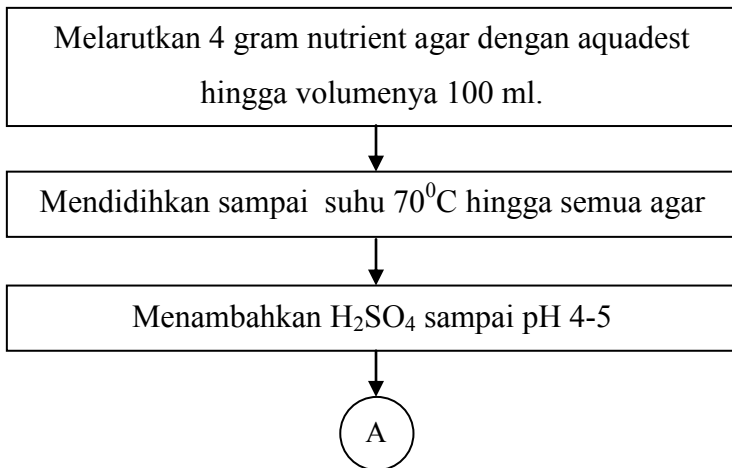 Melarutkan 4 gram nutrient agar dengan aquadest
hingga volumenya 100 ml.
Mendidihkan sampai suhu 70⁰C hingga semua agar
Menambahkan H₂SO₄ sampai pH 4-5
A